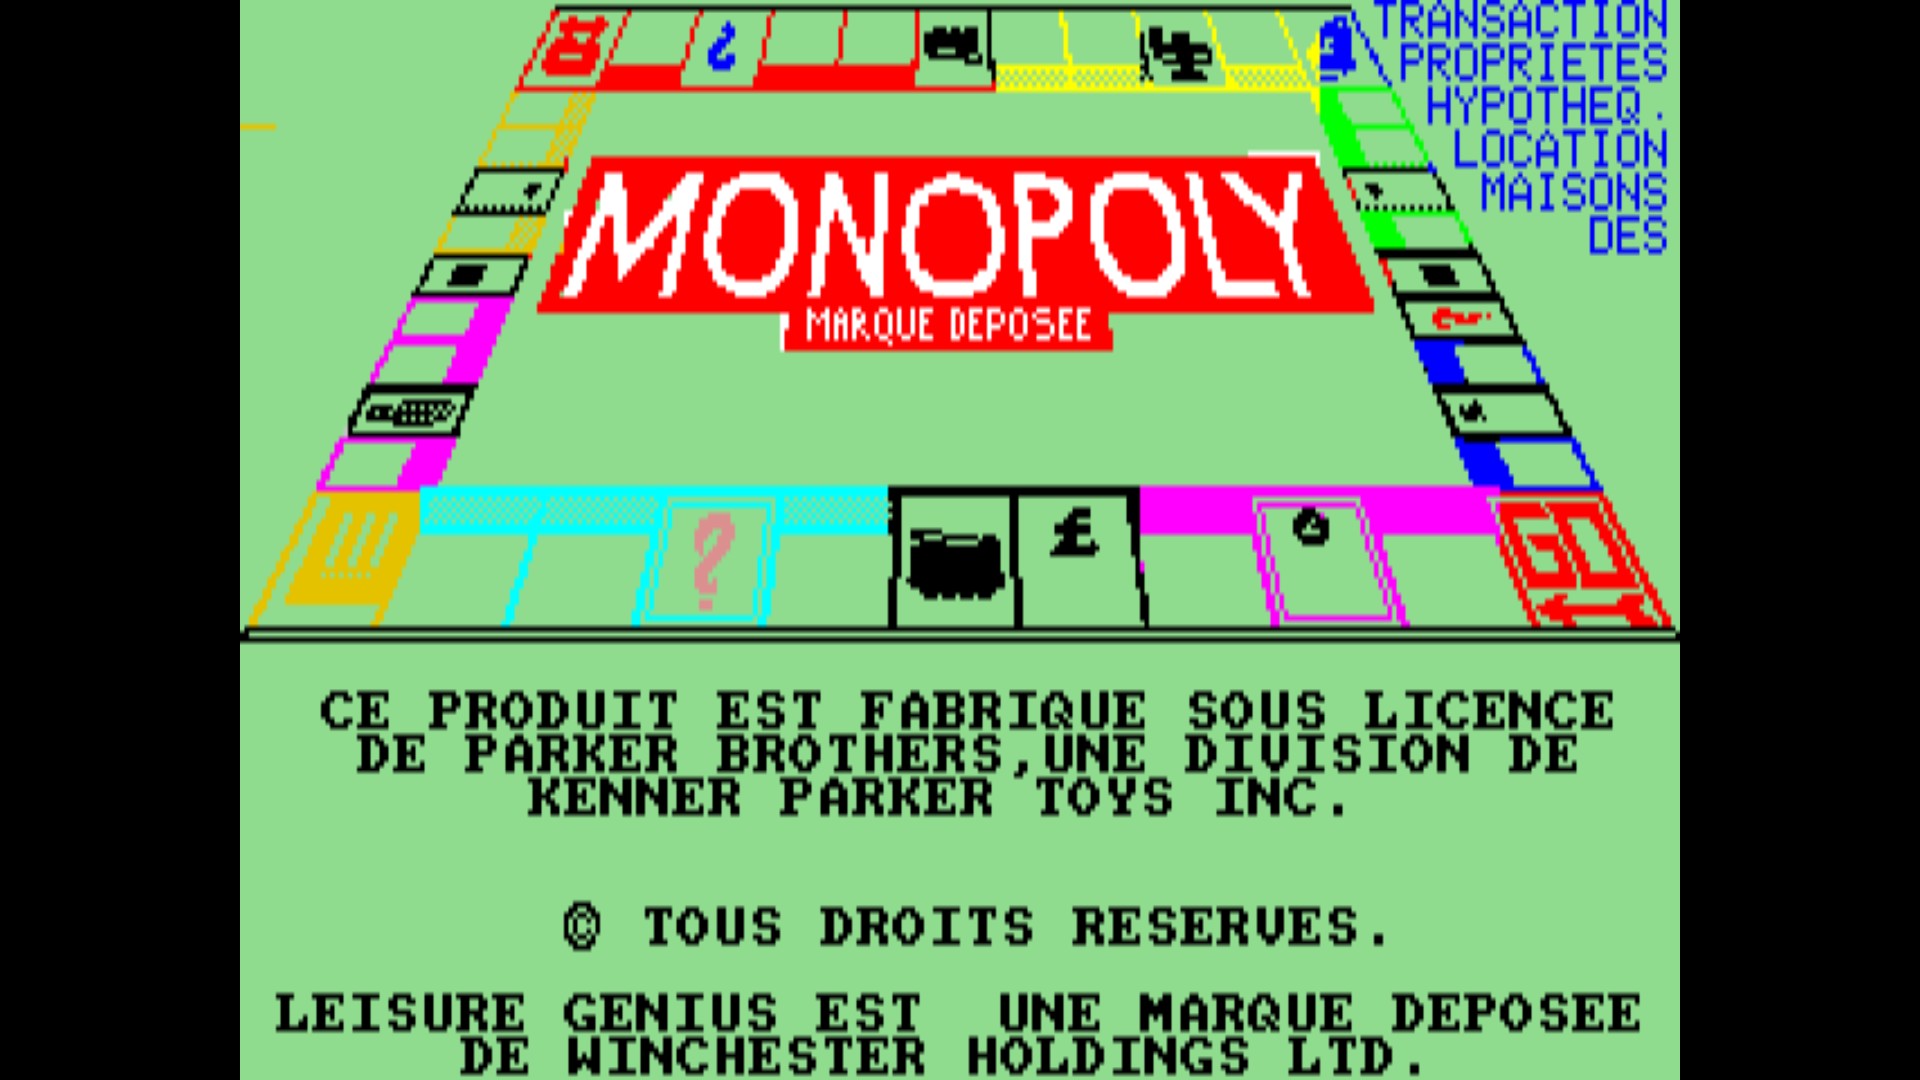 TRANSACTION
PROPRIETES
HYPOTHEQ.
LOCATION
MAISONS
DES
?
MONOPOLY
MARQUE DEPOSEE
?
£
CE PRODUIT EST FABRIQUE SOUS LICENCE
DE PARKER BROTHERS,UNE DIVISION DE
KENNER PARKER TOYS INC.
© TOUS DROITS RESERVES.
LEISURE GENIUS EST UNE MARQUE DEPOSEE
DE WINCHESTER HOLDINGS LTD.